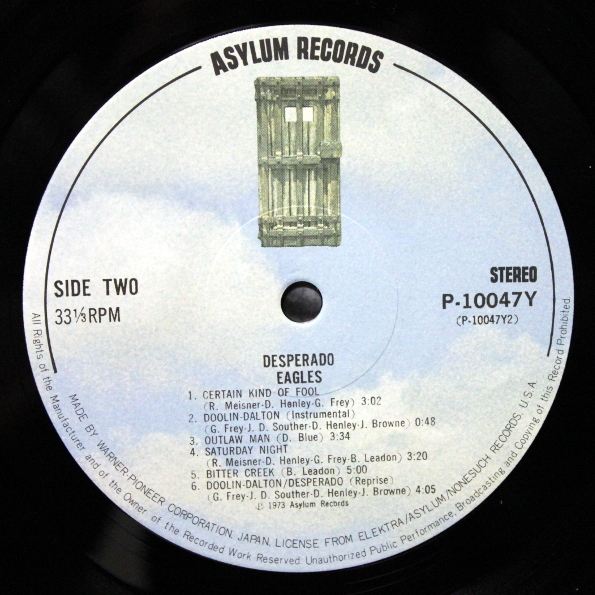 ASYLUM RECORDS
SIDE TWO
33⅓RPM
STEREO
P-10047Y
(P-10047Y2)
DESPERADO
EAGLES
1. CERTAIN KIND OF FOOL
(R. Meisner-D. Henley-G. Frey) 3:02
2. DOOLIN-DALTON (Instrumental)
(G. Frey-J. D. Souther-D. Henley-J. Browne) 0:48
3. OUTLAW MAN (D. Blue) 3:34
4. SATURDAY NIGHT
(R. Meisner-D. Henley-G. Frey-B. Leadon) 3:20
5. BITTER CREEK (B. Leadon) 5:00
6. DOOLIN-DALTON/DESPERADO (Reprise)
(G. Frey-J. D. Souther-D. Henley-J. Browne) 4:05
℗ 1973 Asylum Records
MADE BY WARNER-PIONEER CORPORATION, JAPAN, LICENSE FROM ELEKTRA/ASYLUM/NONESUCH RECORDS, U.S.A.
All Rights of the Manufacturer and of the Owner of the Recorded Work Reserved Unauthorized Public Performance, Broadcasting and Copying of this Record Prohibited.